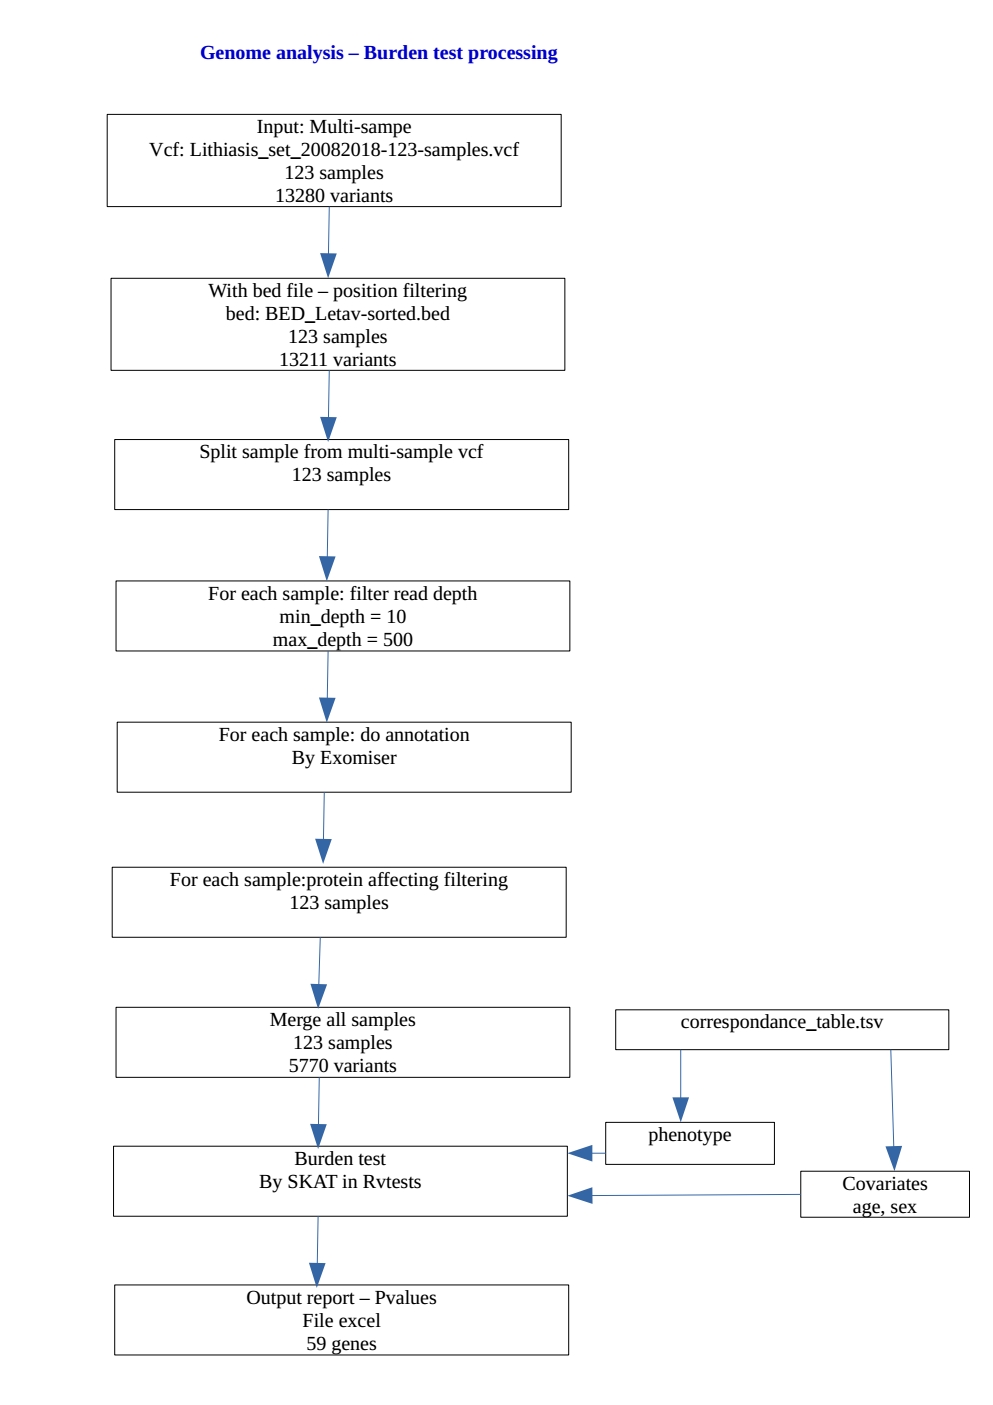 Genome analysis – Burden test processing
Input: Multi-sampe
Vcf: Lithiasis_set_20082018-123-samples.vcf
123 samples
13280 variants
With bed file – position filtering
bed: BED_Letav-sorted.bed
123 samples
13211 variants
Split sample from multi-sample vcf
123 samples
For each sample: filter read depth
min_depth = 10
max_depth = 500
For each sample: do annotation
By Exomiser
For each sample:protein affecting filtering
123 samples
Merge all samples
123 samples
5770 variants
correspondance_table.tsv
phenotype
Covariates
age, sex
Burden test
By SKAT in Rvtests
Output report – Pvalues
File excel
59 genes